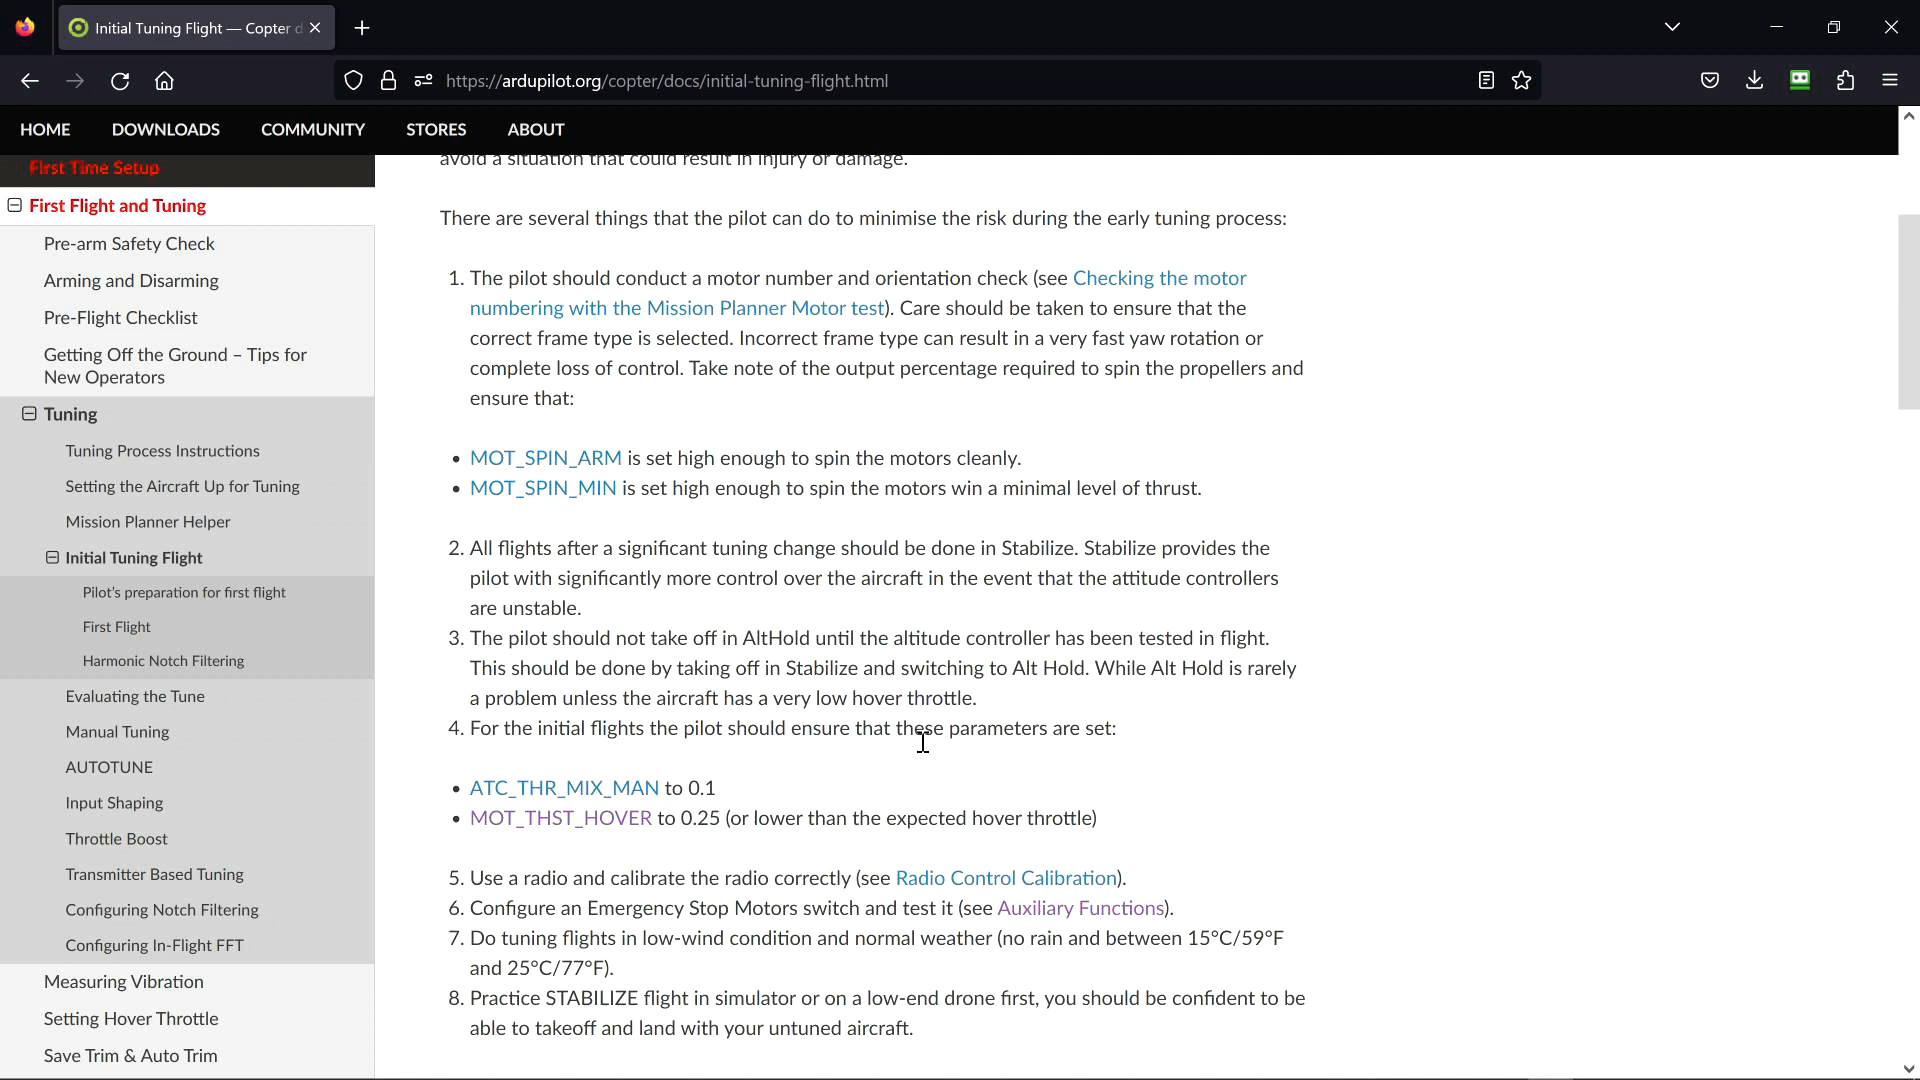 Initial Tuning Flight — Copter d
https://ardupilot.org/copter/docs/initial-tuning-flight.html
HOME DOWNLOADS COMMUNITY STORES ABOUT
First Time Setup
First Flight and Tuning
Pre-arm Safety Check
Arming and Disarming
Pre-Flight Checklist
Getting Off the Ground – Tips for
New Operators
Tuning
Tuning Process Instructions
Setting the Aircraft Up for Tuning
Mission Planner Helper
Initial Tuning Flight
Pilot's preparation for first flight
First Flight
Harmonic Notch Filtering
Evaluating the Tune
Manual Tuning
AUTOTUNE
Input Shaping
Throttle Boost
Transmitter Based Tuning
Configuring Notch Filtering
Configuring In-Flight FFT
Measuring Vibration
Setting Hover Throttle
Save Trim & Auto Trim
avoid a situation that could result in injury or damage.
There are several things that the pilot can do to minimise the risk during the early tuning process:
1. The pilot should conduct a motor number and orientation check (see Checking the motor
numbering with the Mission Planner Motor test). Care should be taken to ensure that the
correct frame type is selected. Incorrect frame type can result in a very fast yaw rotation or
complete loss of control. Take note of the output percentage required to spin the propellers and
ensure that:
• MOT_SPIN_ARM is set high enough to spin the motors cleanly.
• MOT_SPIN_MIN is set high enough to spin the motors win a minimal level of thrust.
2. All flights after a significant tuning change should be done in Stabilize. Stabilize provides the
pilot with significantly more control over the aircraft in the event that the attitude controllers
are unstable.
3. The pilot should not take off in AltHold until the altitude controller has been tested in flight.
This should be done by taking off in Stabilize and switching to Alt Hold. While Alt Hold is rarely
a problem unless the aircraft has a very low hover throttle.
4. For the initial flights the pilot should ensure that these parameters are set:
• ATC_THR_MIX_MAN to 0.1
• MOT_THST_HOVER to 0.25 (or lower than the expected hover throttle)
5. Use a radio and calibrate the radio correctly (see Radio Control Calibration).
6. Configure an Emergency Stop Motors switch and test it (see Auxiliary Functions).
7. Do tuning flights in low-wind condition and normal weather (no rain and between 15°C/59°F
and 25°C/77°F).
8. Practice STABILIZE flight in simulator or on a low-end drone first, you should be confident to be
able to takeoff and land with your untuned aircraft.